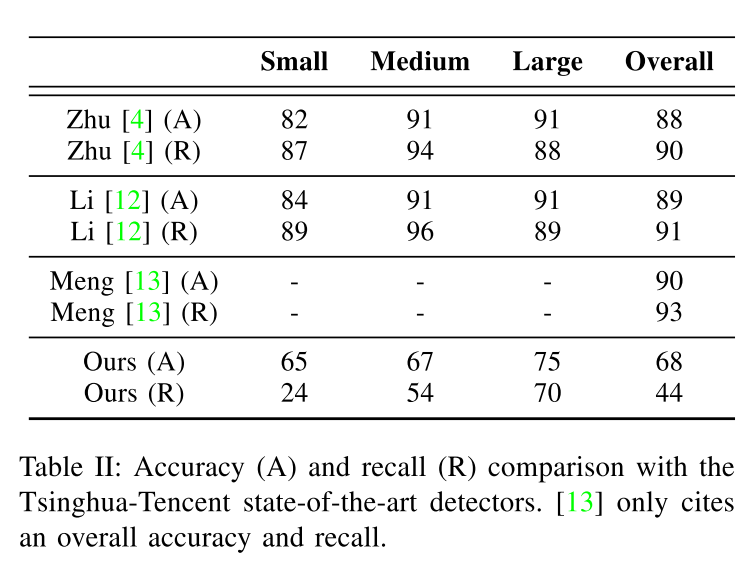 Small Medium Large Overall
Zhu [4] (A) 82 91 91 88
Zhu [4] (R) 87 94 88 90
Li [12] (A) 84 91 91 89
Li [12] (R) 89 96 89 91
Meng [13] (A) - - - 90
Meng [13] (R) - - - 93
Ours (A) 65 67 75 68
Ours (R) 24 54 70 44
Table II: Accuracy (A) and recall (R) comparison with the
Tsinghua-Tencent state-of-the-art detectors. [13] only cites
an overall accuracy and recall.